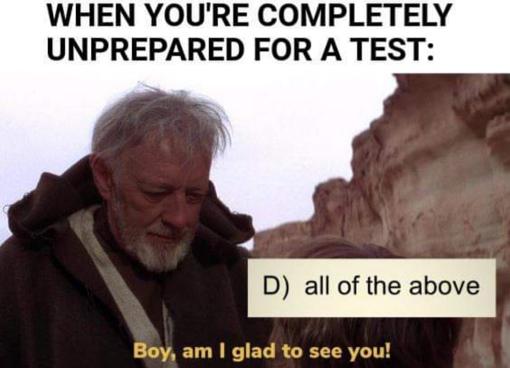 WHEN YOU'RE COMPLETELY
UNPREPARED FOR A TEST:
D) all of the above
Boy, am I glad to see you!